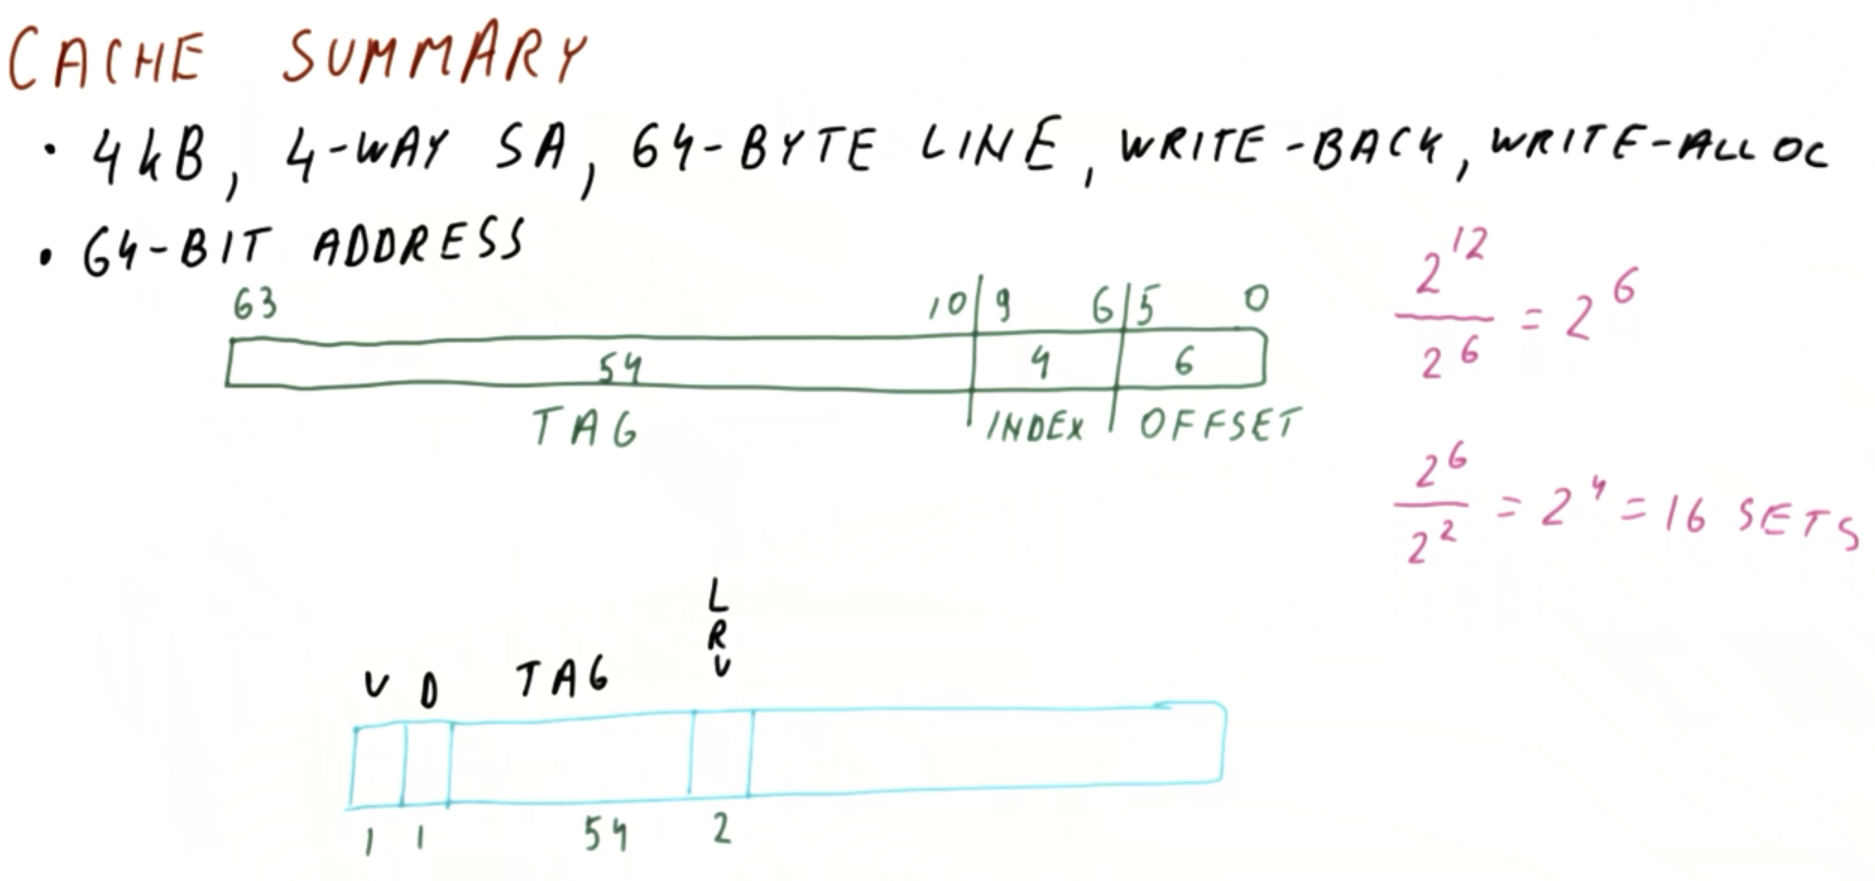 CACHE SUMMARY
• 4kB, 4-WAY SA, 64-BYTE LINE, WRITE-BACK, WRITE-ALLOC
• 64-BIT ADDRESS
63 10 9 6 5 0
54 4 6
TAG INDEX OFFSET
2^12 / 2^6 = 2^6
2^6 / 2^2 = 2^4 = 16 SETS
V D TAG LRU
1 1 54 2